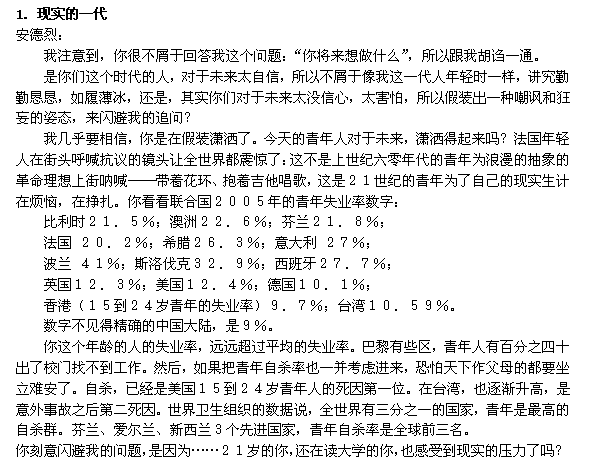 1. 现实的一代
安德烈：
我注意到，你很不屑于回答我这个问题：“你将来想做什么”，所以跟我胡诌一通。
是你们这个时代的人，对于未来太自信，所以不屑于像我这一代人年轻时一样，讲究勤
勤恳恳，如履薄冰，还是，其实你们对于未来太没信心，太害怕，所以假装出一种嘲讽和狂
妄的姿态，来闪避我的追问？
我几乎要相信，你是在假装潇洒了。今天的青年人对于未来，潇洒得起来吗？法国年轻
人在街头呼喊抗议的镜头让全世界都震惊了：这不是上世纪六零年代的青年为浪漫的抽象的
革命理想上街呐喊──带着花环、抱着吉他唱歌，这是２１世纪的青年为了自己的现实生计
在烦恼，在挣扎。你看看联合国２００５年的青年失业率数字：
比利时２１．５％；澳洲２２．６％；芬兰２１．８％；
法国 ２０．２％；希腊２６．３％；意大利 ２７％；
波兰 ４１％；斯洛伐克３２．９％；西班牙２７．７％；
英国１２．３％；美国１２．４％；德国１０．１％；
香港（１５到２４岁青年的失业率）９．７％；台湾１０．５９％。
数字不见得精确的中国大陆，是９％。
你这个年龄的人的失业率，远远超过平均的失业率。巴黎有些区，青年人有百分之四十
出了校门找不到工作。然后，如果把青年自杀率也一并考虑进来，恐怕天下作父母的都要坐
立难安了。自杀，已经是美国１５到２４岁青年人的死因第一位。在台湾，也逐渐升高，是
意外事故之后第二死因。世界卫生组织的数据说，全世界有三分之一的国家，青年是最高的
自杀群。芬兰、爱尔兰、新西兰３个先进国家，青年自杀率是全球前三名。
你刻意闪避我的问题，是因为……２１岁的你，还在读大学的你，也感受到现实的压力了吗？